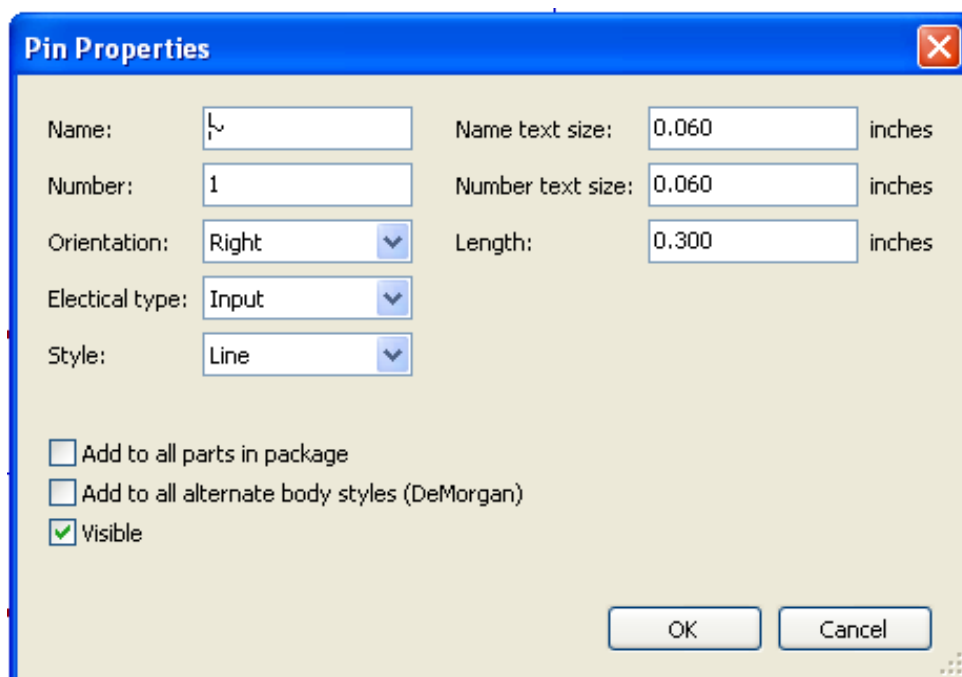 Pin Properties
Name: ~ Name text size: 0.060 inches
Number: 1 Number text size: 0.060 inches
Orientation: Right Length: 0.300 inches
Electical type: Input
Style: Line
Add to all parts in package
Add to all alternate body styles (DeMorgan)
Visible
OK Cancel